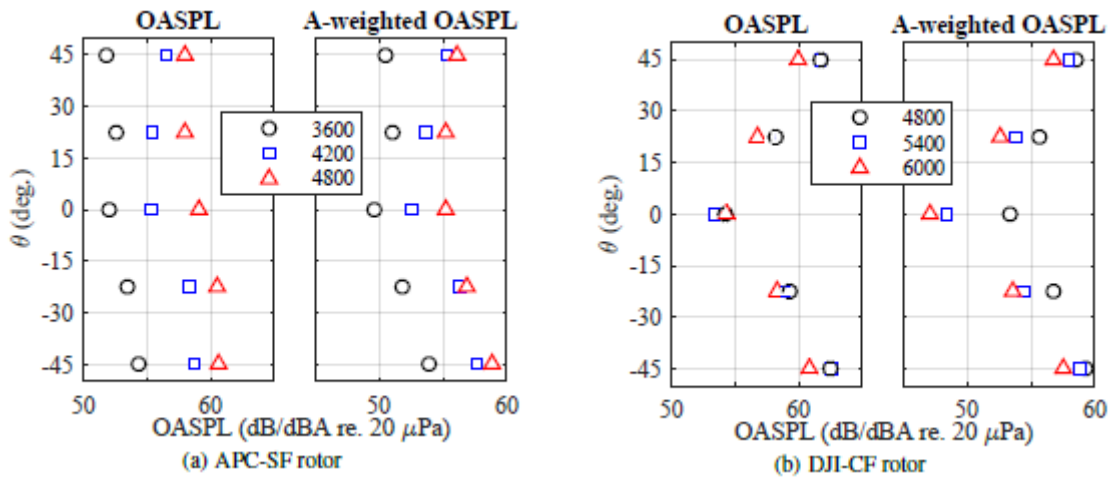 OASPL
A-weighted OASPL
45
30
15
0
-15
-30
-45
θ (deg.)
3600
4200
4800
50
60
50
60
OASPL (dB/dBA re. 20 μPa)
(a) APC-SF rotor
OASPL
A-weighted OASPL
45
30
15
0
-15
-30
-45
θ (deg.)
4800
5400
6000
50
60
50
60
OASPL (dB/dBA re. 20 μPa)
(b) DJI-CF rotor